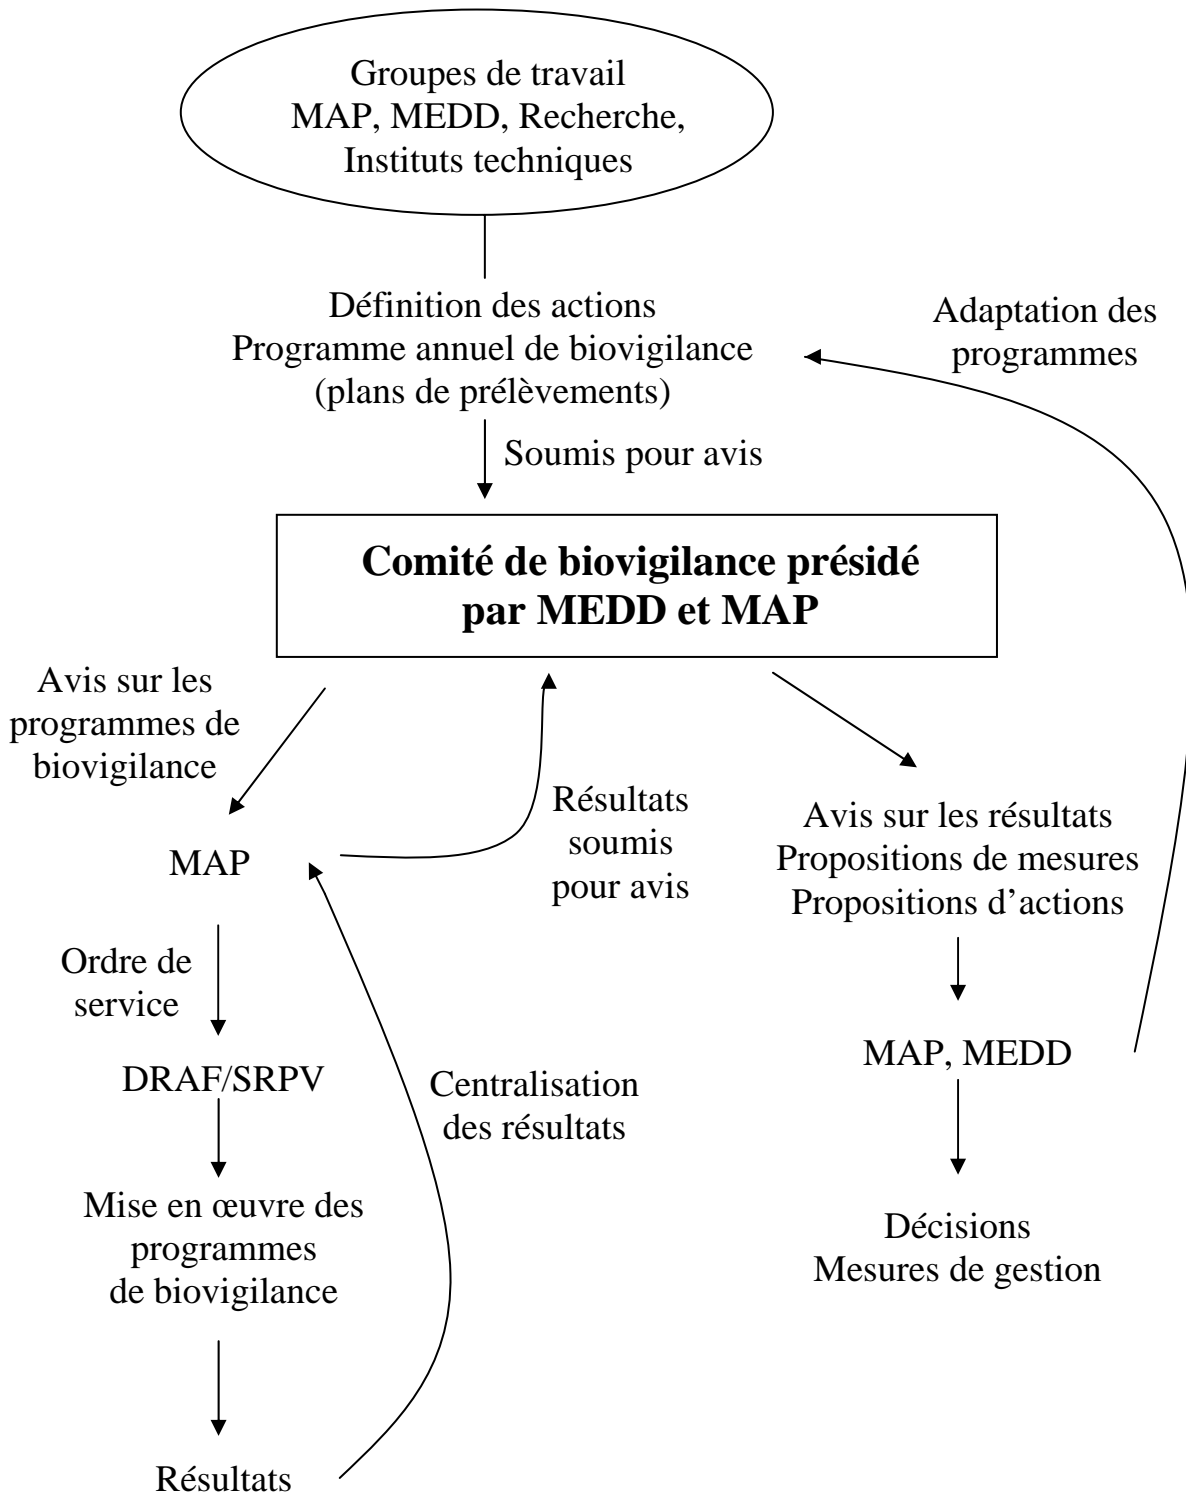 Groupes de travail
MAP, MEDD, Recherche,
Instituts techniques
Définition des actions
Programme annuel de biovigilance
(plans de prélèvements)
Adaptation des
programmes
Soumis pour avis
Comité de biovigilance présidé
par MEDD et MAP
Avis sur les
programmes de
biovigilance
MAP
Résultats
soumis
pour avis
Avis sur les résultats
Propositions de mesures
Propositions d’actions
Ordre de
service
DRAF/SRPV
Centralisation
des résultats
MAP, MEDD
Mise en œuvre des
programmes
de biovigilance
Décisions
Mesures de gestion
Résultats